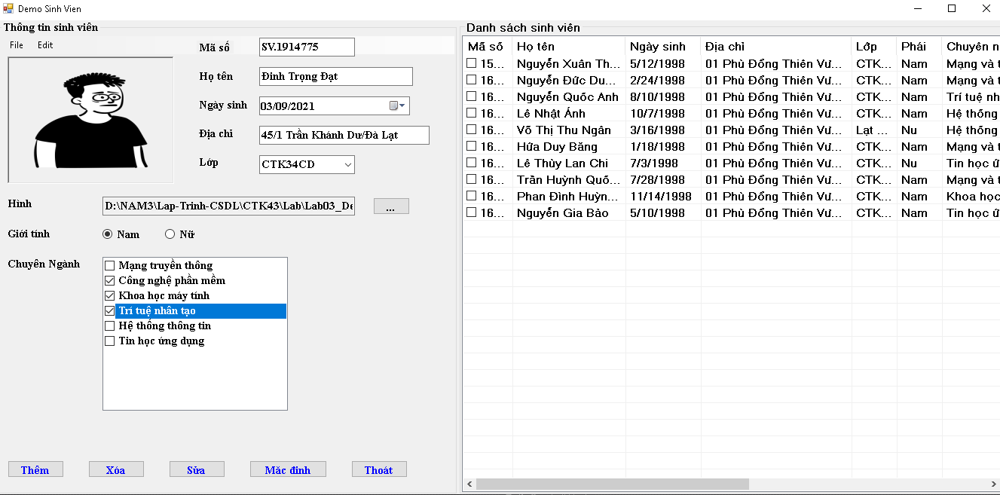 Demo Sinh Vien
Thông tin sinh viên
File Edit
Mã số SV.1914775
Họ tên Đinh Trọng Đạt
Ngày sinh 03/09/2021
Địa chỉ 45/1 Trần Khánh Dư/Đà Lạt
Lớp CTK34CD
Hình D:\NAM3\Lap-Trinh-CSDL\CTK43\Lab\Lab03_De ...
Giới tính Nam Nữ
Chuyên Ngành
Mạng truyền thông
Công nghệ phần mềm
Khoa học máy tính
Trí tuệ nhân tạo
Hệ thống thông tin
Tin học ứng dụng
Thêm Xóa Sửa Măc đinh Thoát
Danh sách sinh viên
Mã số Họ tên Ngày sinh Địa chỉ Lớp Phái Chuyên n
15... Nguyễn Xuân Th... 5/12/1998 01 Phù Đổng Thiên Vư... CTK... Nam Mạng và t
16... Nguyễn Đức Du... 2/24/1998 01 Phù Đổng Thiên Vư... CTK... Nam Mạng và t
16... Nguyễn Quốc Anh 8/10/1998 01 Phù Đổng Thiên Vư... CTK... Nam Trí tuệ nh
16... Lê Nhật Ánh 10/7/1998 01 Phù Đổng Thiên Vư... CTK... Nam Hệ thống
16... Võ Thị Thu Ngân 3/16/1998 01 Phù Đổng Thiên Vư... Lạt ... Nu Hệ thống
16... Hứa Duy Băng 1/18/1998 01 Phù Đổng Thiên Vư... CTK... Nam Mạng và t
16... Lê Thùy Lan Chi 7/3/1998 01 Phù Đổng Thiên Vư... CTK... Nu Tin học ứ
16... Trần Huỳnh Quố... 7/28/1998 01 Phù Đổng Thiên Vư... CTK... Nam Mạng và t
16... Phan Đình Huỳn... 11/14/1998 01 Phù Đổng Thiên Vư... CTK... Nam Khoa học
16... Nguyễn Gia Bảo 5/10/1998 01 Phù Đổng Thiên Vư... CTK... Nam Tin học ứ